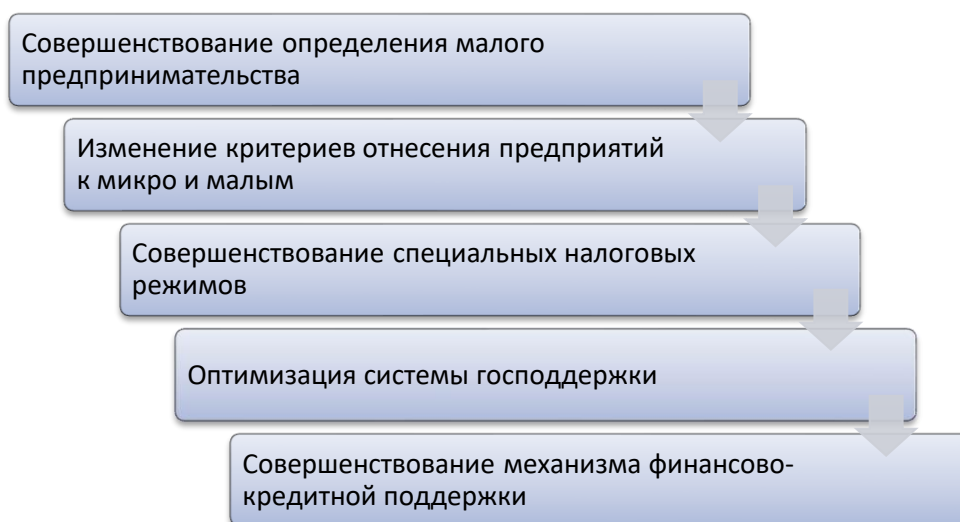 Совершенствование определения малого
предпринимательства
Изменение критериев отнесения предприятий
к микро и малым
Совершенствование специальных налоговых
режимов
Оптимизация системы господдержки
Совершенствование механизма финансово-
кредитной поддержки